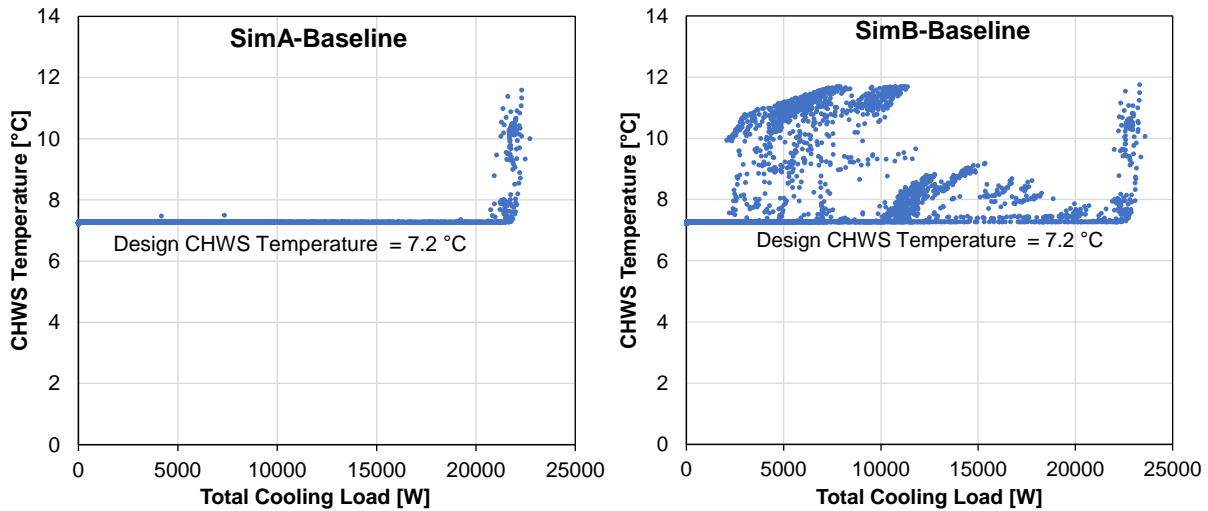 SimA-Baseline
CHWS Temperature [°C]
14
12
10
8
6
4
2
0
Design CHWS Temperature = 7.2 °C
0 5000 10000 15000 20000 25000
Total Cooling Load [W]
SimB-Baseline
CHWS Temperature [°C]
14
12
10
8
6
4
2
0
Design CHWS Temperature = 7.2 °C
0 5000 10000 15000 20000 25000
Total Cooling Load [W]